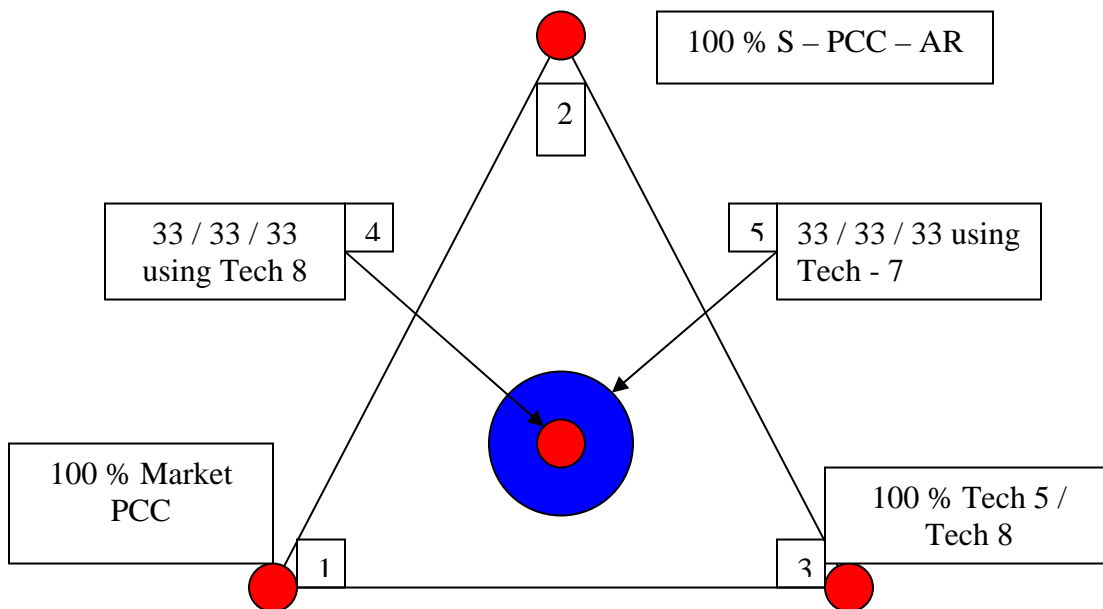 100 % S – PCC – AR
2
33 / 33 / 33
using Tech 8
4
5
33 / 33 / 33 using
Tech - 7
100 % Market
PCC
1
3
100 % Tech 5 /
Tech 8